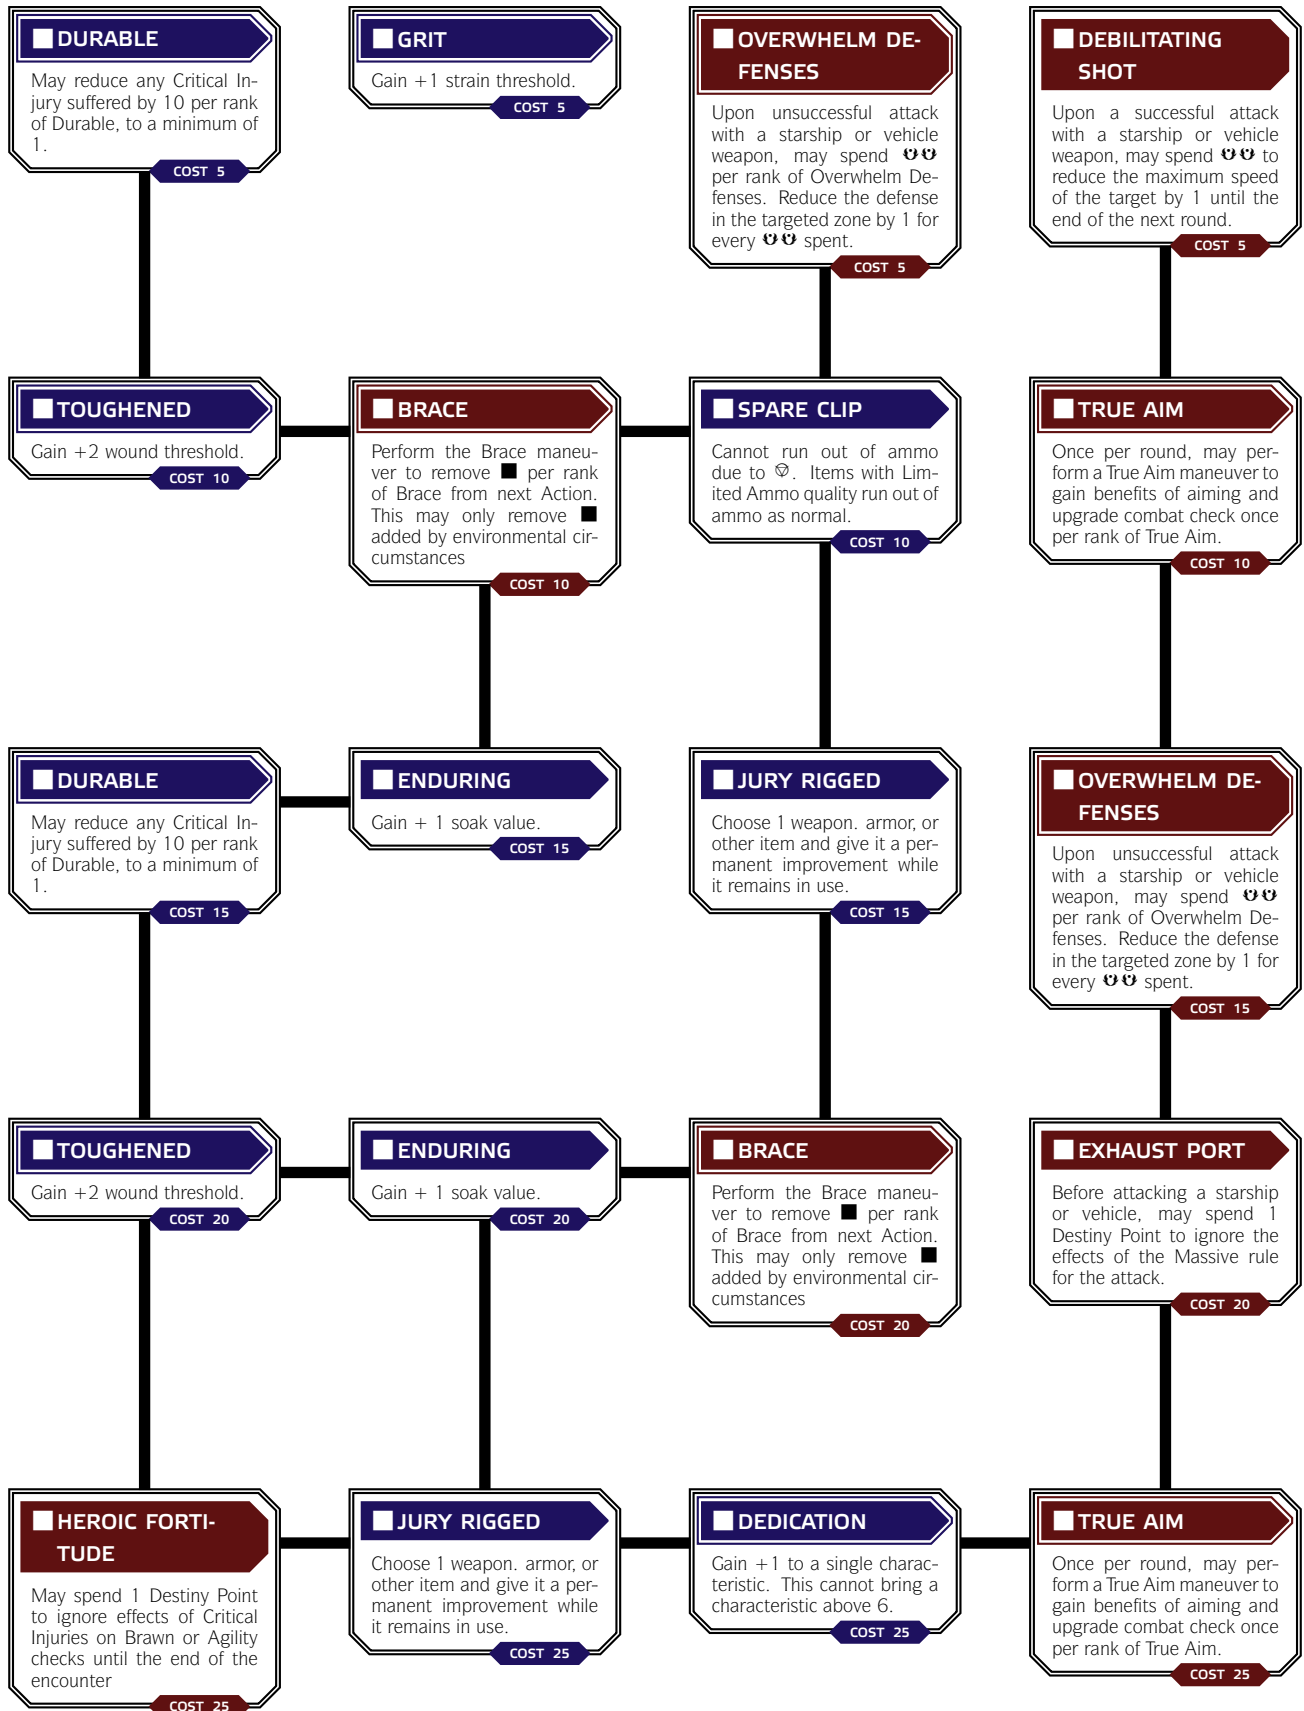 DURABLE
May reduce any Critical In-
jury suffered by 10 per rank
of Durable, to a minimum of
1.
COST 5
GRIT
Gain +1 strain threshold.
COST 5
OVERWHELM DE-
FENSES
Upon unsuccessful attack
with a starship or vehicle
weapon, may spend
per rank of Overwhelm De-
fenses. Reduce the defense
in the targeted zone by 1 for
every spent.
COST 5
DEBILITATING
SHOT
Upon a successful attack
with a starship or vehicle
weapon, may spend to
reduce the maximum speed
of the target by 1 until the
end of the next round.
COST 5
TOUGHENED
Gain +2 wound threshold.
COST 10
BRACE
Perform the Brace maneu-
ver to remove ■ per rank
of Brace from next Action.
This may only remove ■
added by environmental cir-
cumstances
COST 10
SPARE CLIP
Cannot run out of ammo
due to . Items with Lim-
ited Ammo quality run out of
ammo as normal.
COST 10
TRUE AIM
Once per round, may per-
form a True Aim maneuver to
gain benefits of aiming and
upgrade combat check once
per rank of True Aim.
COST 10
DURABLE
May reduce any Critical In-
jury suffered by 10 per rank
of Durable, to a minimum of
1.
COST 15
ENDURING
Gain + 1 soak value.
COST 15
JURY RIGGED
Choose 1 weapon. armor, or
other item and give it a per-
manent improvement while
it remains in use.
COST 15
OVERWHELM DE-
FENSES
Upon unsuccessful attack
with a starship or vehicle
weapon, may spend
per rank of Overwhelm De-
fenses. Reduce the defense
in the targeted zone by 1 for
every spent.
COST 15
TOUGHENED
Gain +2 wound threshold.
COST 20
ENDURING
Gain + 1 soak value.
COST 20
BRACE
Perform the Brace maneu-
ver to remove ■ per rank
of Brace from next Action.
This may only remove ■
added by environmental cir-
cumstances
COST 20
EXHAUST PORT
Before attacking a starship
or vehicle, may spend 1
Destiny Point to ignore the
effects of the Massive rule
for the attack.
COST 20
HEROIC FORTI-
TUDE
May spend 1 Destiny Point
to ignore effects of Critical
Injuries on Brawn or Agility
checks until the end of the
encounter
COST 25
JURY RIGGED
Choose 1 weapon. armor, or
other item and give it a per-
manent improvement while
it remains in use.
COST 25
DEDICATION
Gain +1 to a single charac-
teristic. This cannot bring a
characteristic above 6.
COST 25
TRUE AIM
Once per round, may per-
form a True Aim maneuver to
gain benefits of aiming and
upgrade combat check once
per rank of True Aim.
COST 25